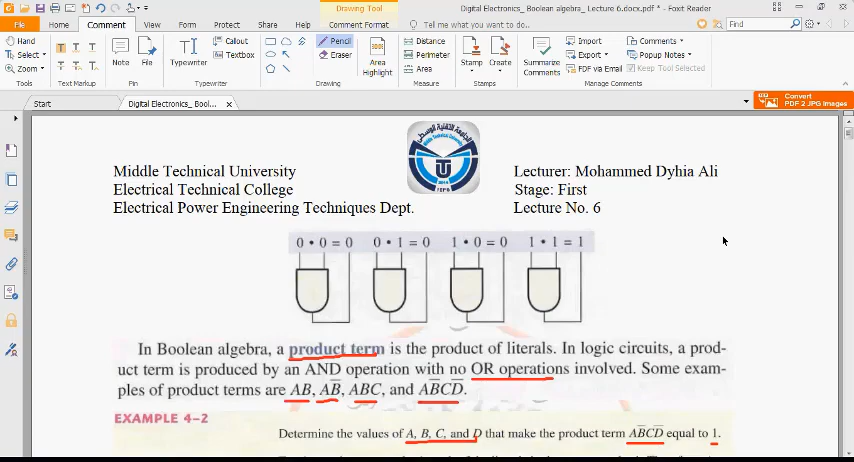 Drawing Tool
Digital Electronics_ Boolean algebra_ Lecture 6.docx.pdf * - Foxit Reader
File Home Comment View Form Protect Share Help Comment Format Tell me what you want to do... Find
Hand
Select
Zoom
Tools
T T T
T T T
Text Markup
Note
File
Pin
Typewriter
Callout
Textbox
Typewriter
Pencil
Eraser
Drawing
Area
Highlight
Distance
Perimeter
Area
Measure
Stamp
Create
Stamps
Summarize
Comments
Import
Export
FDF via Email
Comments
Popup Notes
Keep Tool Selected
Manage Comments
Start
Digital Electronics_ Bool...
Convert
PDF 2 JPG Images
Middle Technical University
Electrical Technical College
Electrical Power Engineering Techniques Dept.
Lecturer: Mohammed Dyhia Ali
Stage: First
Lecture No. 6
0 • 0 = 0 0 • 1 = 0 1 • 0 = 0 1 • 1 = 1
In Boolean algebra, a product term is the product of literals. In logic circuits, a prod-
uct term is produced by an AND operation with no OR operations involved. Some exam-
ples of product terms are AB, AB̅, ABC, and AB̅CD̅.
EXAMPLE 4–2
Determine the values of A, B, C, and D that make the product term AB̅CD̅ equal to 1.